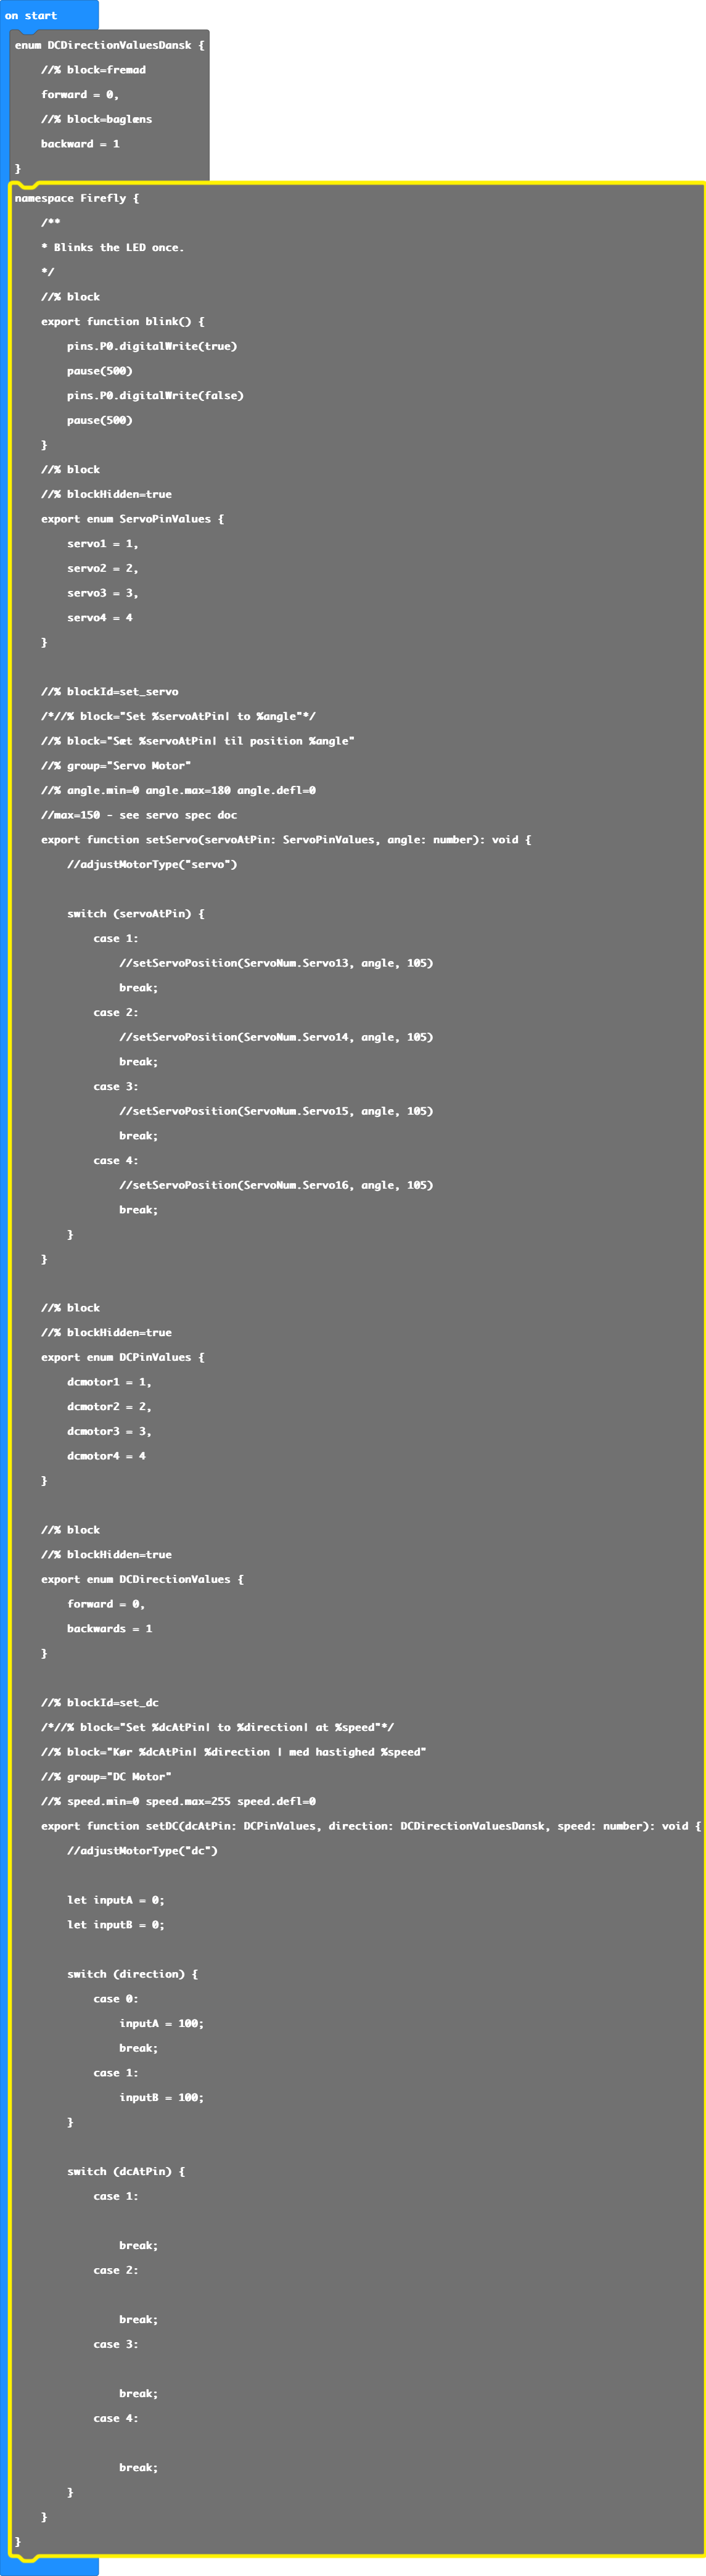 on start
enum DCDirectionValuesDansk {
//% block=fremad
forward = 0,
//% block=baglæns
backward = 1
}
namespace Firefly {
/**
* Blinks the LED once.
*/
//% block
export function blink() {
pins.P0.digitalWrite(true)
pause(500)
pins.P0.digitalWrite(false)
pause(500)
}
//% block
//% blockHidden=true
export enum ServoPinValues {
servo1 = 1,
servo2 = 2,
servo3 = 3,
servo4 = 4
}
//% blockId=set_servo
/*//% block="Set %servoAtPin| to %angle"*/
//% block="Sæt %servoAtPin| til position %angle"
//% group="Servo Motor"
//% angle.min=0 angle.max=180 angle.defl=0
//max=150 - see servo spec doc
export function setServo(servoAtPin: ServoPinValues, angle: number): void {
//adjustMotorType("servo")
switch (servoAtPin) {
case 1:
//setServoPosition(ServoNum.Servo13, angle, 105)
break;
case 2:
//setServoPosition(ServoNum.Servo14, angle, 105)
break;
case 3:
//setServoPosition(ServoNum.Servo15, angle, 105)
break;
case 4:
//setServoPosition(ServoNum.Servo16, angle, 105)
break;
}
}
//% block
//% blockHidden=true
export enum DCPinValues {
dcmotor1 = 1,
dcmotor2 = 2,
dcmotor3 = 3,
dcmotor4 = 4
}
//% block
//% blockHidden=true
export enum DCDirectionValues {
forward = 0,
backwards = 1
}
//% blockId=set_dc
/*//% block="Set %dcAtPin| to %direction| at %speed"*/
//% block="Kør %dcAtPin| %direction | med hastighed %speed"
//% group="DC Motor"
//% speed.min=0 speed.max=255 speed.defl=0
export function setDC(dcAtPin: DCPinValues, direction: DCDirectionValuesDansk, speed: number): void {
//adjustMotorType("dc")
let inputA = 0;
let inputB = 0;
switch (direction) {
case 0:
inputA = 100;
break;
case 1:
inputB = 100;
}
switch (dcAtPin) {
case 1:
break;
case 2:
break;
case 3:
break;
case 4:
break;
}
}
}